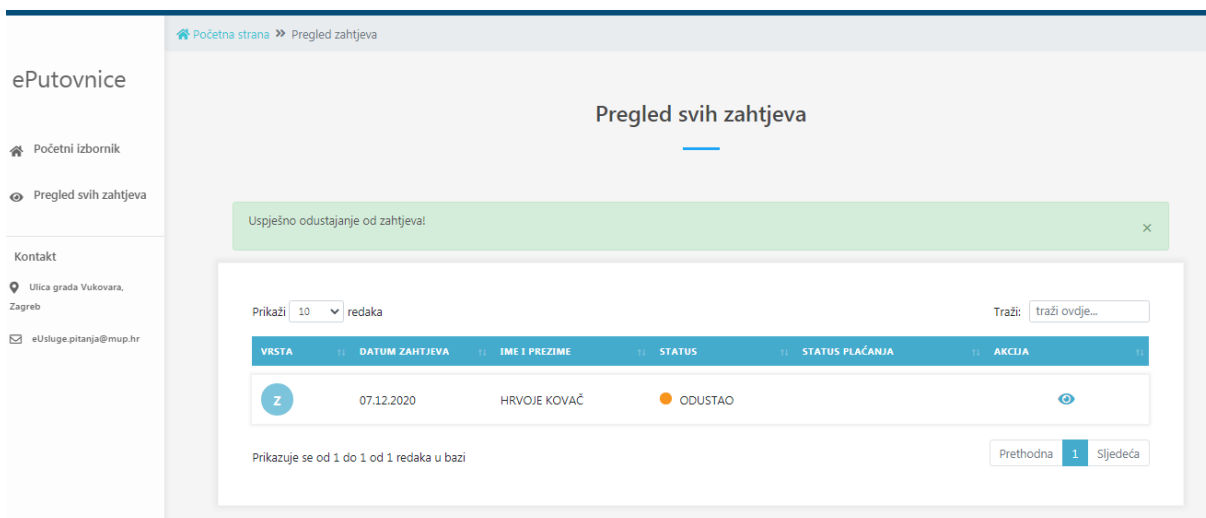 Početna strana » Pregled zahtjeva
ePutovnice
Početni izbornik
Pregled svih zahtjeva
Kontakt
Ulica grada Vukovara,
Zagreb
eUsluge.pitanja@mup.hr
Pregled svih zahtjeva
Uspješno odustajanje od zahtjeva!
×
Prikaži 10 redaka
Traži: traži ovdje...
VRSTA DATUM ZAHTJEVA IME I PREZIME STATUS STATUS PLAĆANJA AKCIJA
Z 07.12.2020 HRVOJE KOVAČ ODUSTAO
Prikazuje se od 1 do 1 od 1 redaka u bazi
Prethodna 1 Sljedeća